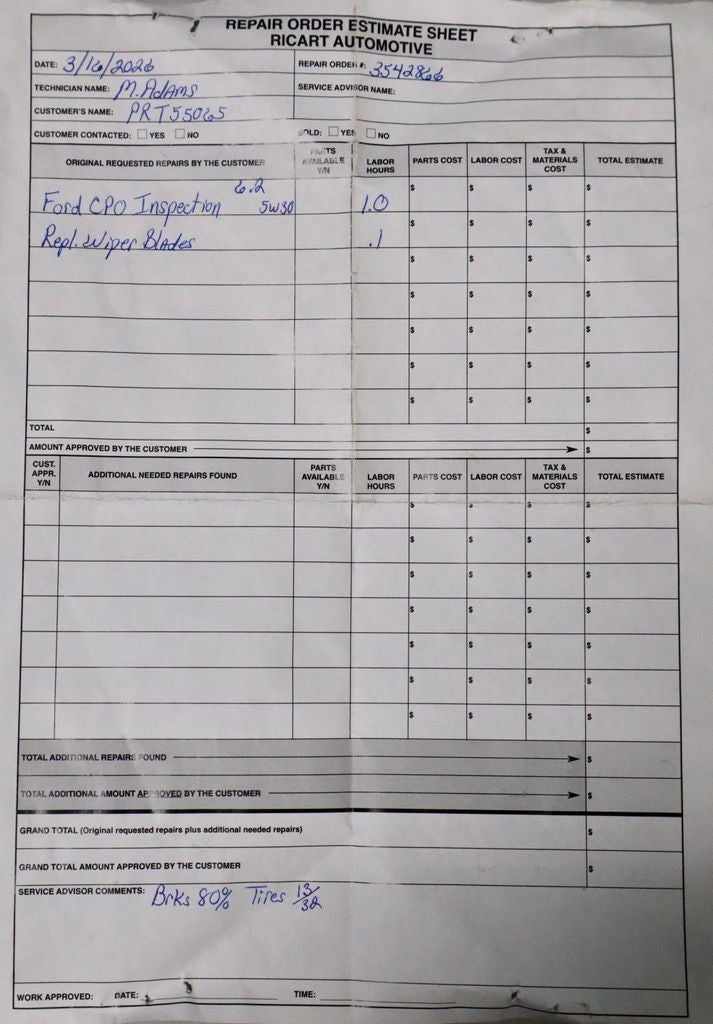 REPAIR ORDER ESTIMATE SHEET
RICART AUTOMOTIVE
DATE: 3/16/2026 REPAIR ORDER #: 3542866
TECHNICIAN NAME: M. Adams SERVICE ADVISOR NAME:
CUSTOMER'S NAME: PRT55065
CUSTOMER CONTACTED: ☐ YES ☐ NO SOLD: ☐ YES ☐ NO
ORIGINAL REQUESTED REPAIRS BY THE CUSTOMER PARTS AVAILABLE Y/N LABOR HOURS PARTS COST LABOR COST TAX & MATERIALS COST TOTAL ESTIMATE
6.2 $ $ $ $
Ford CPO Inspection 5W30 1.0
$ $ $ $
Repl. Wiper Blades .1
$ $ $ $
$ $ $ $
$ $ $ $
$ $ $ $
$ $ $ $
TOTAL $
AMOUNT APPROVED BY THE CUSTOMER $
CUST. APPR. Y/N ADDITIONAL NEEDED REPAIRS FOUND PARTS AVAILABLE Y/N LABOR HOURS PARTS COST LABOR COST TAX & MATERIALS COST TOTAL ESTIMATE
$ $ $ $
$ $ $ $
$ $ $ $
$ $ $ $
$ $ $ $
$ $ $ $
$ $ $ $
TOTAL ADDITIONAL REPAIRS FOUND $
TOTAL ADDITIONAL AMOUNT APPROVED BY THE CUSTOMER $
GRAND TOTAL (Original requested repairs plus additional needed repairs) $
GRAND TOTAL AMOUNT APPROVED BY THE CUSTOMER $
SERVICE ADVISOR COMMENTS: Brks 80% Tires 13/32
WORK APPROVED: DATE: TIME: